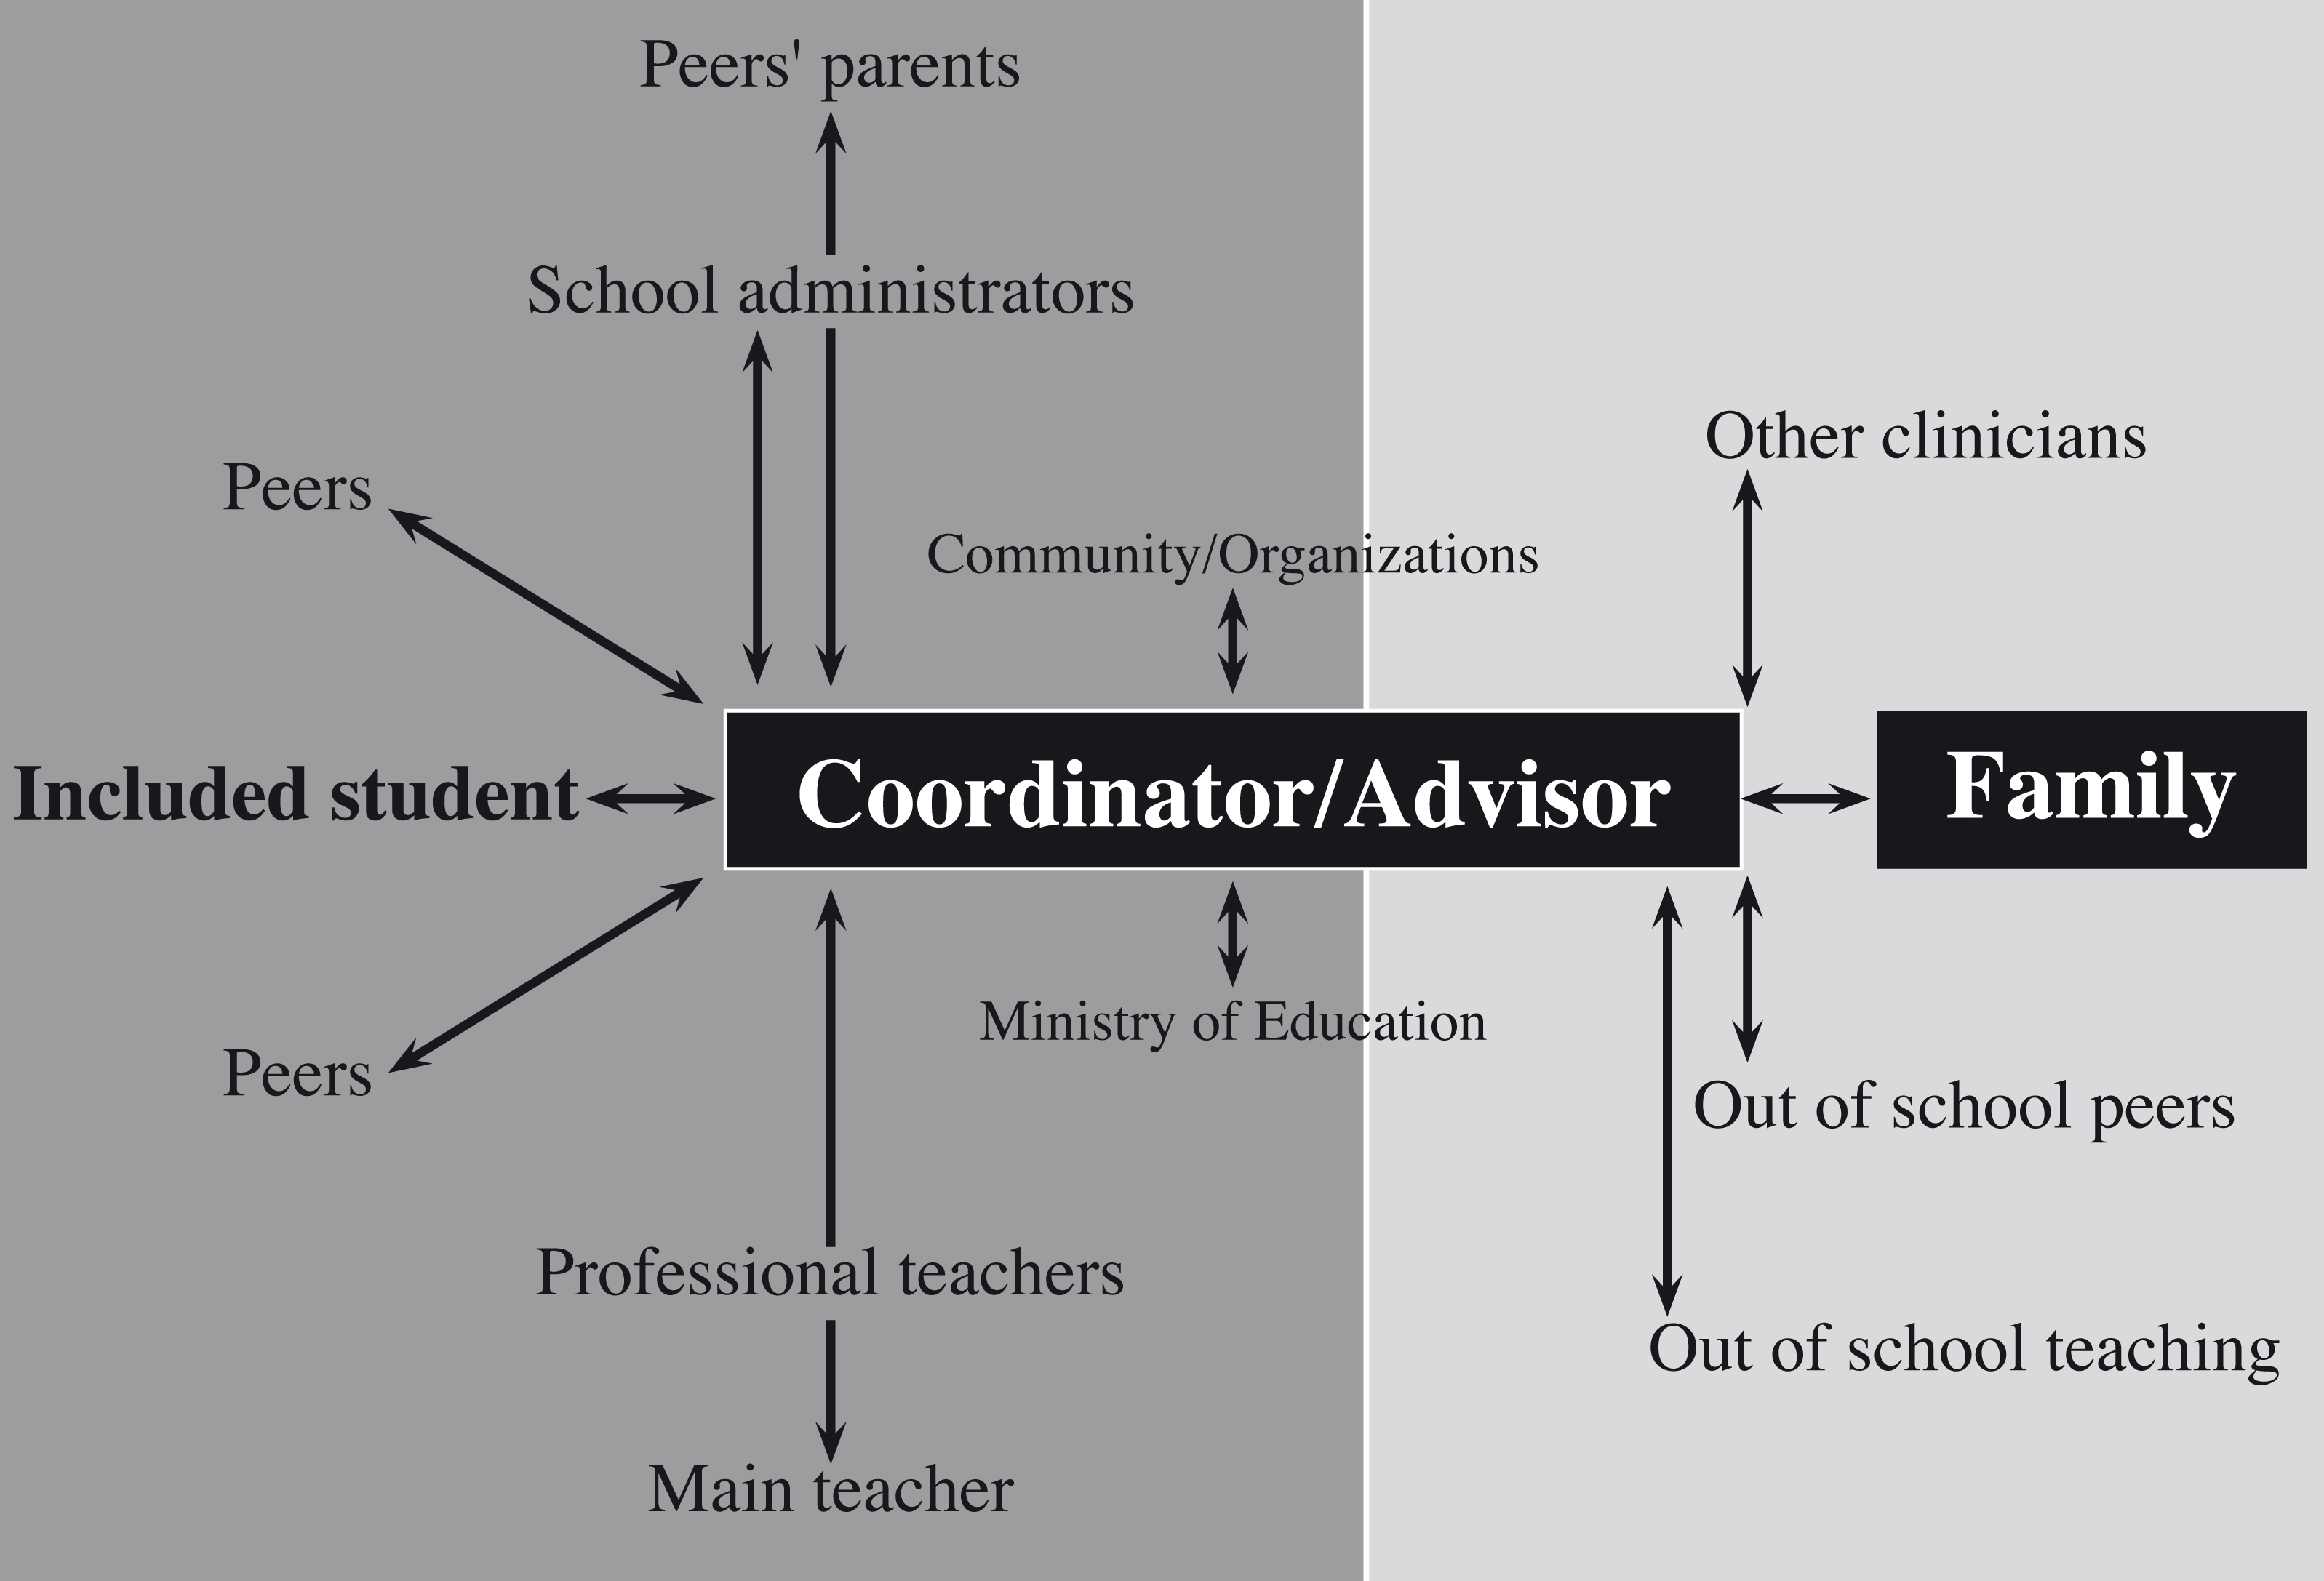 Peers' parents
School administrators
Other clinicians
Peers
Community/Organizations
Included student
Coordinator/Advisor
Family
Ministry of Education
Peers
Out of school peers
Professional teachers
Out of school teaching
Main teacher